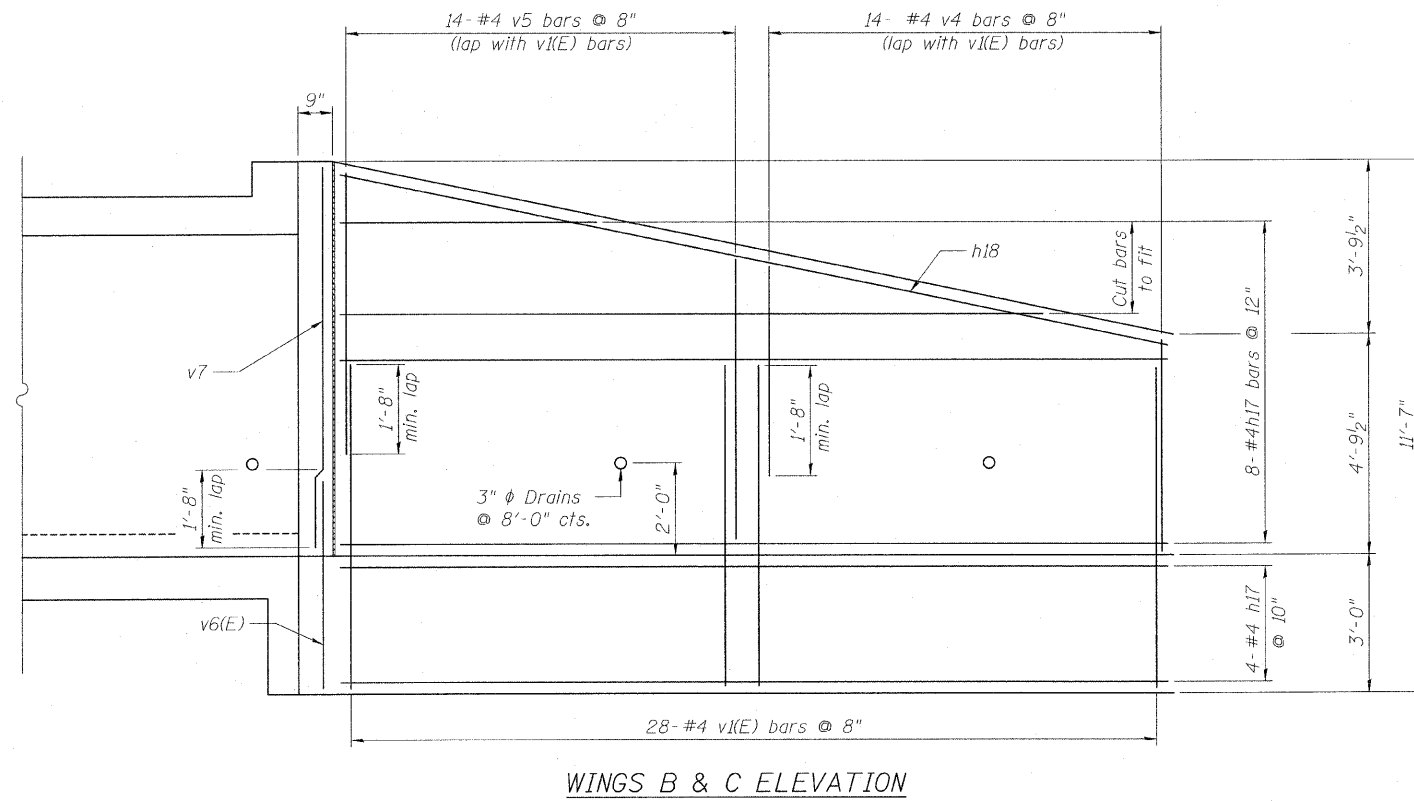 14- #4 v5 bars @ 8"
(lap with v1(E) bars)
14- #4 v4 bars @ 8"
(lap with v1(E) bars)
9"
h18
Cut bars
to fit
8- #4h17 bars @ 12"
3'-9½"
v7
1'-8"
min. lap
1'-8"
min. lap
4'-9½"
11'-7"
1'-8"
min. lap
3" φ Drains
@ 8'-0" cts.
2'-0"
v6(E)
4- #4 h17
@ 10"
3'-0"
28- #4 v1(E) bars @ 8"
WINGS B & C ELEVATION